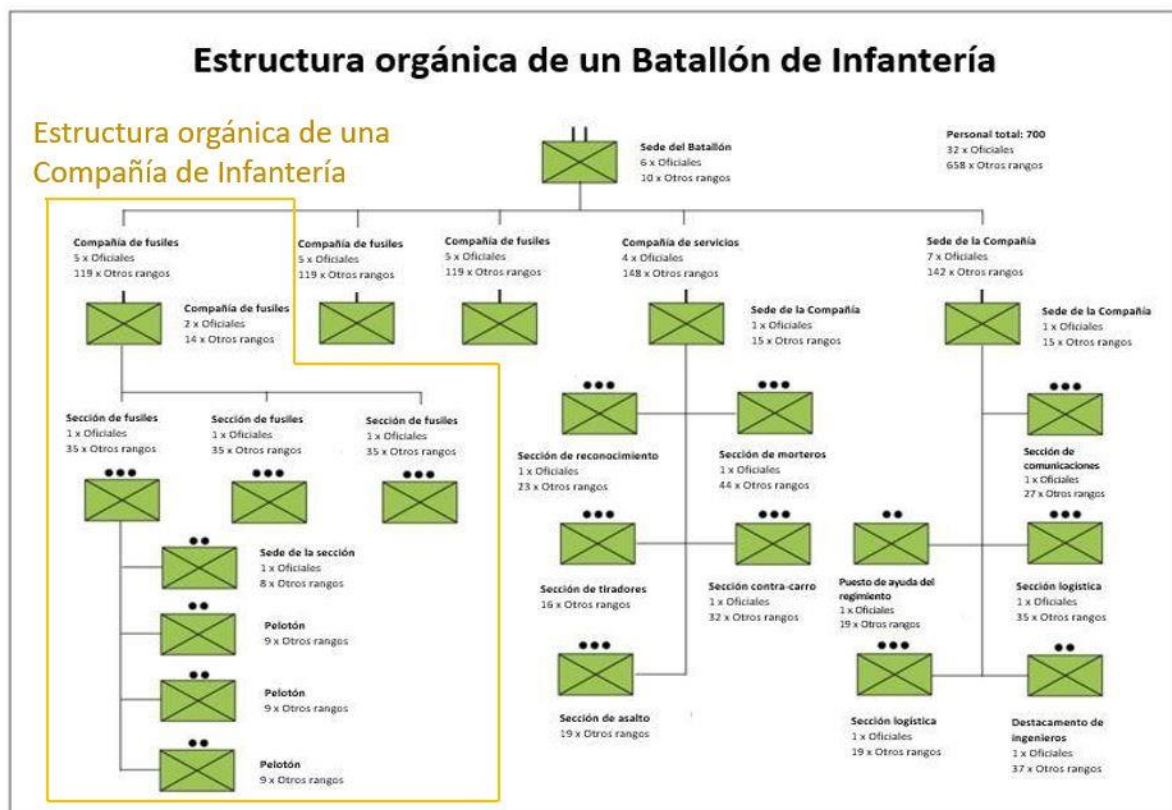 Estructura orgánica de un Batallón de Infantería
Estructura orgánica de una
Compañía de Infantería
Sede del Batallón
6 x Oficiales
10 x Otros rangos
Personal total: 700
32 x Oficiales
658 x Otros rangos
Compañía de fusiles
5 x Oficiales
119 x Otros rangos
Compañía de fusiles
5 x Oficiales
119 x Otros rangos
Compañía de fusiles
5 x Oficiales
119 x Otros rangos
Compañía de servicios
4 x Oficiales
148 x Otros rangos
Sede de la Compañía
7 x Oficiales
142 x Otros rangos
Compañía de fusiles
2 x Oficiales
14 x Otros rangos
Sede de la Compañía
1 x Oficiales
15 x Otros rangos
Sede de la Compañía
1 x Oficiales
15 x Otros rangos
Sección de fusiles
1 x Oficiales
35 x Otros rangos
Sección de fusiles
1 x Oficiales
35 x Otros rangos
Sección de fusiles
1 x Oficiales
35 x Otros rangos
Sede de la sección
1 x Oficiales
8 x Otros rangos
Pelotón
9 x Otros rangos
Pelotón
9 x Otros rangos
Pelotón
9 x Otros rangos
Sección de reconocimiento
1 x Oficiales
23 x Otros rangos
Sección de morteros
1 x Oficiales
44 x Otros rangos
Sección de tiradores
16 x Otros rangos
Sección contra-carro
1 x Oficiales
32 x Otros rangos
Sección de asalto
19 x Otros rangos
Sección de
comunicaciones
1 x Oficiales
27 x Otros rangos
Puesto de ayuda del
regimiento
1 x Oficiales
19 x Otros rangos
Sección logística
1 x Oficiales
35 x Otros rangos
Sección logística
1 x Oficiales
19 x Otros rangos
Destacamento de
ingenieros
1 x Oficiales
37 x Otros rangos